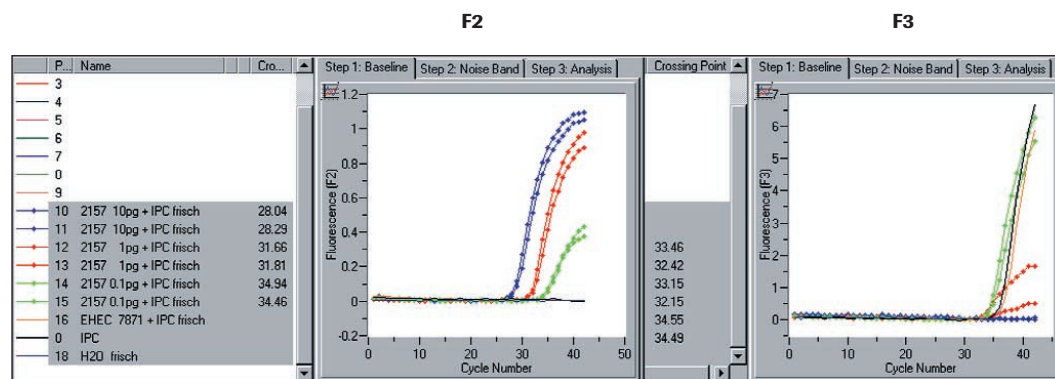 F2 F3
P... Name Cro...
3
4
5
6
7
0
9
10 2157 10pg + IPC frisch 28.04
11 2157 10pg + IPC frisch 28.29
12 2157 1pg + IPC frisch 31.66
13 2157 1pg + IPC frisch 31.81
14 2157 0.1pg + IPC frisch 34.94
15 2157 0.1pg + IPC frisch 34.46
16 EHEC 7871 + IPC frisch
0 IPC
18 H2O frisch
Step 1: Baseline Step 2: Noise Band Step 3: Analysis
1.2
1
0.8
0.6
0.4
0.2
0
-0.2
Fluorescence (F2)
0 10 20 30 40 50
Cycle Number
Crossing Point
33.46
32.42
33.15
32.15
34.55
34.49
Step 1: Baseline Step 2: Noise Band Step 3: Analysis
7
6
5
4
3
2
1
0
Fluorescence (F3)
0 10 20 30 40
Cycle Number